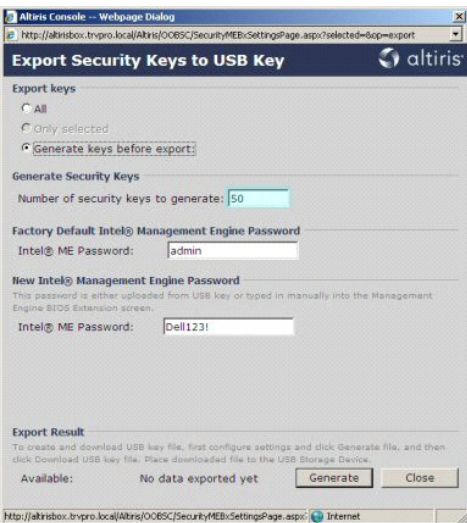 Altiris Console -- Webpage Dialog
http://altirisbox.trvpro.local/Altiris/OOBSC/SecurityMEBxSettingsPage.aspx?selected=&op=export
Export Security Keys to USB Key
altiris
Export keys
All
Only selected
Generate keys before export:
Generate Security Keys
Number of security keys to generate: 50
Factory Default Intel® Management Engine Password
Intel® ME Password: admin
New Intel® Management Engine Password
This password is either uploaded from USB key or typed in manually into the Management
Engine BIOS Extension screen.
Intel® ME Password: Dell123!
Export Result
To create and download USB key file, first configure settings and click Generate file, and then
click Download USB key file. Place downloaded file to the USB Storage Device.
Available: No data exported yet Generate Close
http://altirisbox.trvpro.local/Altiris/OOBSC/SecurityMEBxSettingsPage.aspx Internet